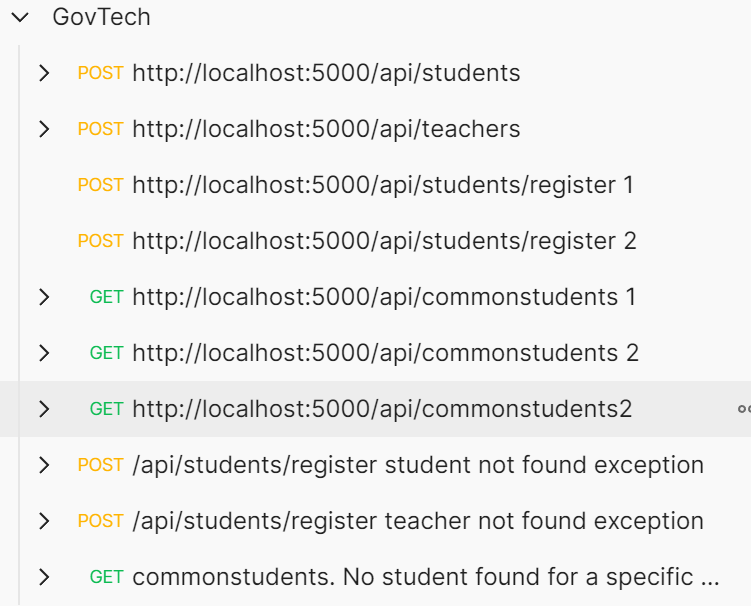 GovTech
POST http://localhost:5000/api/students
POST http://localhost:5000/api/teachers
POST http://localhost:5000/api/students/register 1
POST http://localhost:5000/api/students/register 2
GET http://localhost:5000/api/commonstudents 1
GET http://localhost:5000/api/commonstudents 2
GET http://localhost:5000/api/commonstudents2
POST /api/students/register student not found exception
POST /api/students/register teacher not found exception
GET commonstudents. No student found for a specific ...